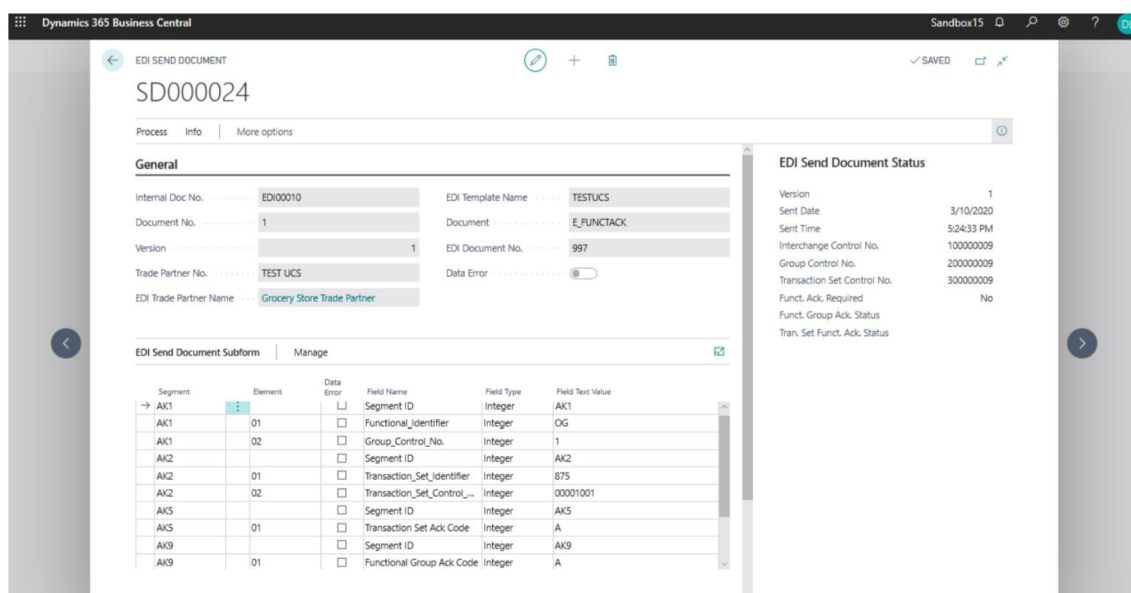 Dynamics 365 Business Central Sandbox15 ? DI
EDI SEND DOCUMENT ✓ SAVED
SD000024
Process Info | More options
General
Internal Doc No. EDI00010 EDI Template Name TESTUCS
Document No. 1 Document E_FUNCTACK
Version 1 EDI Document No. 997
Trade Partner No. TEST UCS Data Error
EDI Trade Partner Name Grocery Store Trade Partner
EDI Send Document Status
Version 1
Sent Date 3/10/2020
Sent Time 5:24:33 PM
Interchange Control No. 100000009
Group Control No. 200000009
Transaction Set Control No. 300000009
Funct. Ack. Required No
Funct. Group Ack. Status
Tran. Set Funct. Ack. Status
EDI Send Document Subform | Manage
Segment Element Data Error Field Name Field Type Field Text Value
→ AK1 Segment ID Integer AK1
AK1 01 Functional_Identifier Integer OG
AK1 02 Group_Control_No. Integer 1
AK2 Segment ID Integer AK2
AK2 01 Transaction_Set_Identifier Integer 875
AK2 02 Transaction_Set_Control_... Integer 00001001
AK5 Segment ID Integer AK5
AK5 01 Transaction Set Ack Code Integer A
AK9 Segment ID Integer AK9
AK9 01 Functional Group Ack Code Integer A